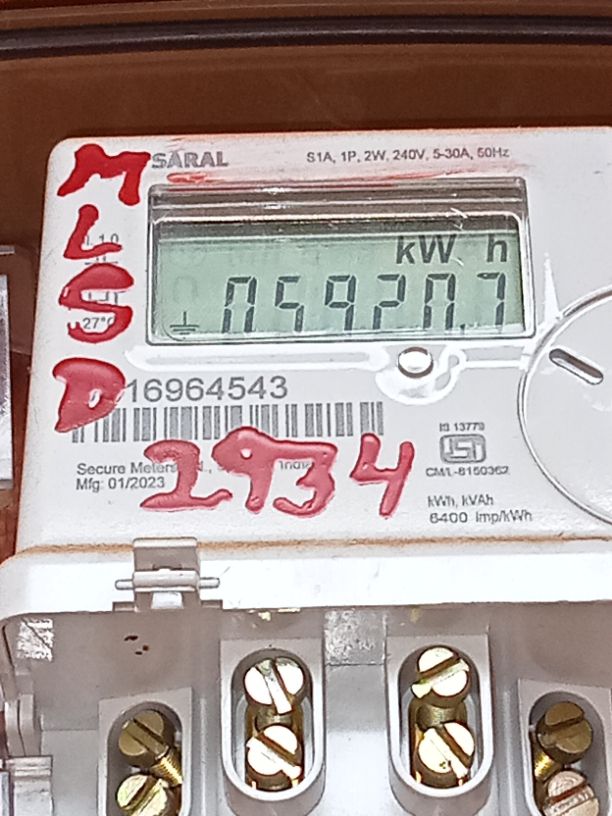 M SARAL S1A, 1P, 2W, 240V, 5-30A, 50Hz
L
S
kW h
05920.7
D 16964543
2934
IS 13779
CM/L-8150362
Secure Meters
Mfg: 01/2023
kWh, kVAh
6400 Imp/kWh